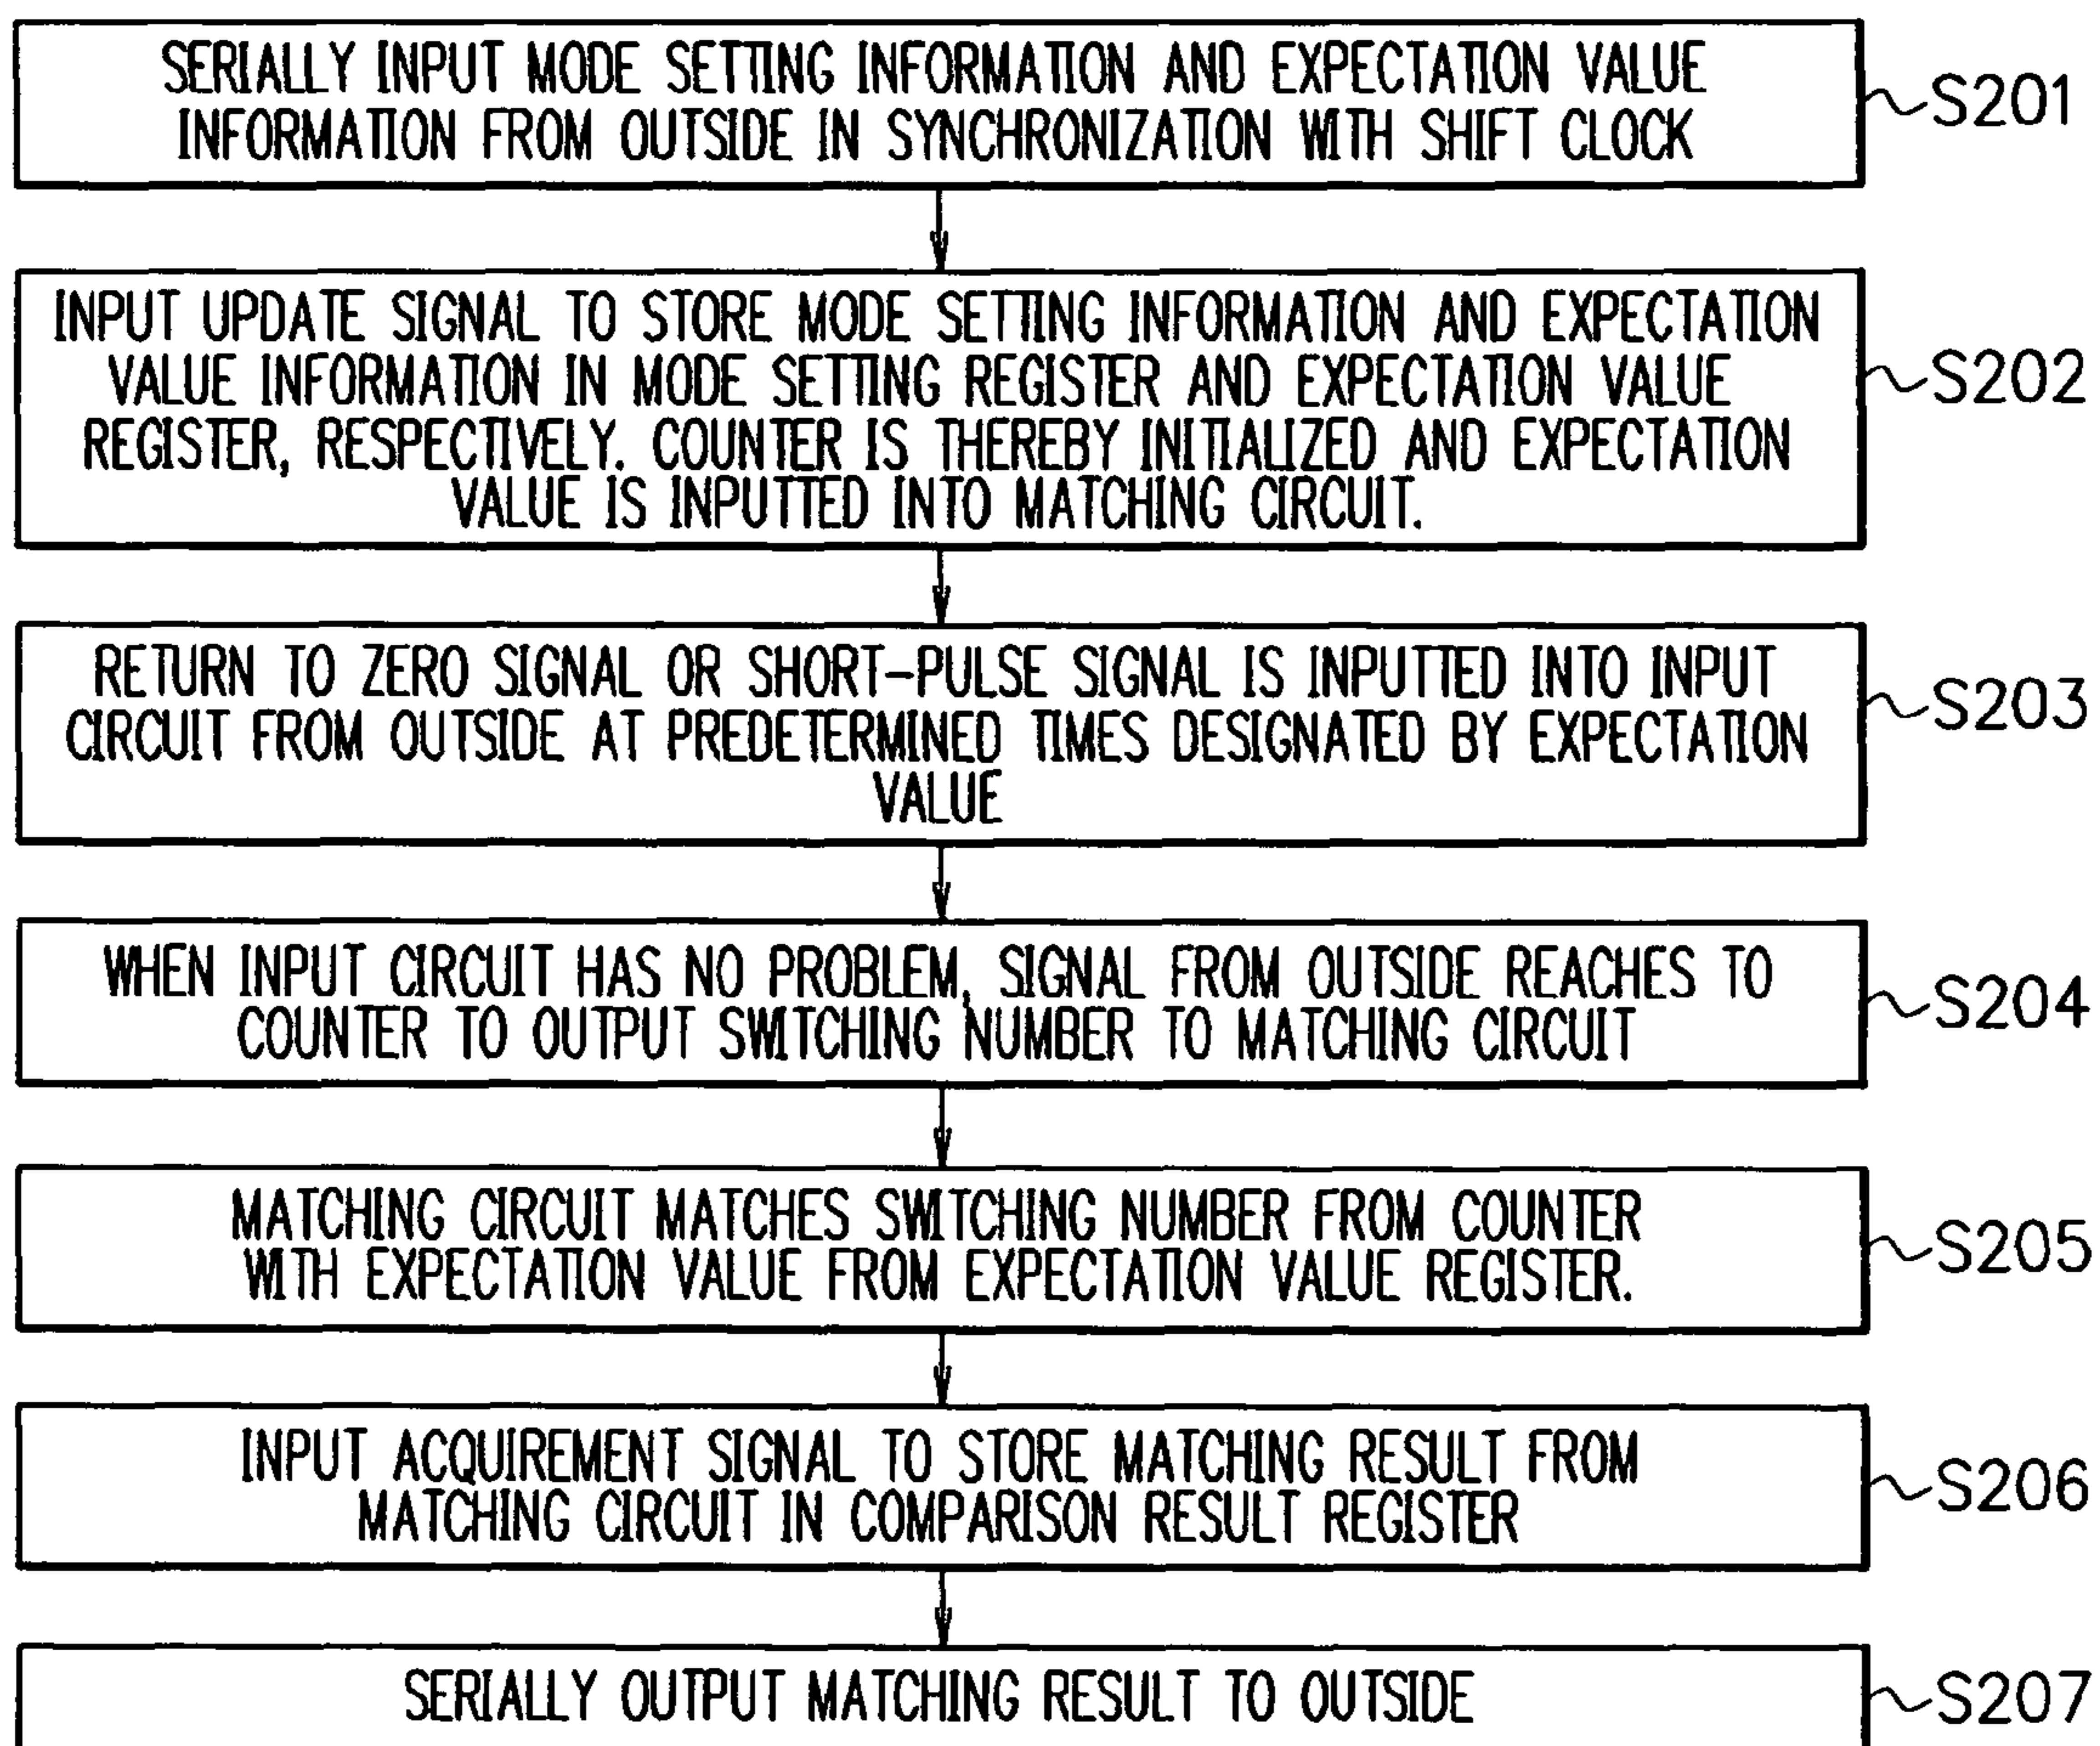 SERIALLY INPUT MODE SETTING INFORMATION AND EXPECTATION VALUE
INFORMATION FROM OUTSIDE IN SYNCHRONIZATION WITH SHIFT CLOCK
S201
INPUT UPDATE SIGNAL TO STORE MODE SETTING INFORMATION AND EXPECTATION
VALUE INFORMATION IN MODE SETTING REGISTER AND EXPECTATION VALUE
REGISTER, RESPECTIVELY. COUNTER IS THEREBY INITIALIZED AND EXPECTATION
VALUE IS INPUTTED INTO MATCHING CIRCUIT.
S202
RETURN TO ZERO SIGNAL OR SHORT-PULSE SIGNAL IS INPUTTED INTO INPUT
CIRCUIT FROM OUTSIDE AT PREDETERMINED TIMES DESIGNATED BY EXPECTATION
VALUE
S203
WHEN INPUT CIRCUIT HAS NO PROBLEM, SIGNAL FROM OUTSIDE REACHES TO
COUNTER TO OUTPUT SWITCHING NUMBER TO MATCHING CIRCUIT
S204
MATCHING CIRCUIT MATCHES SWITCHING NUMBER FROM COUNTER
WITH EXPECTATION VALUE FROM EXPECTATION VALUE REGISTER.
S205
INPUT ACQUIREMENT SIGNAL TO STORE MATCHING RESULT FROM
MATCHING CIRCUIT IN COMPARISON RESULT REGISTER
S206
SERIALLY OUTPUT MATCHING RESULT TO OUTSIDE
S207